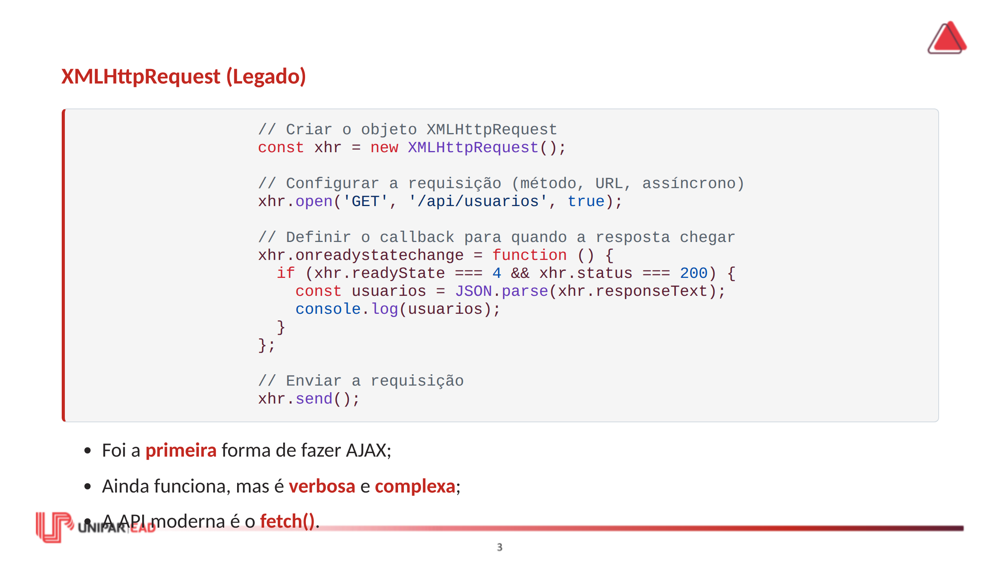 XMLHttpRequest (Legado)
// Criar o objeto XMLHttpRequest
const xhr = new XMLHttpRequest();
// Configurar a requisição (método, URL, assíncrono)
xhr.open('GET', '/api/usuarios', true);
// Definir o callback para quando a resposta chegar
xhr.onreadystatechange = function () {
  if (xhr.readyState === 4 && xhr.status === 200) {
    const usuarios = JSON.parse(xhr.responseText);
    console.log(usuarios);
  }
};
// Enviar a requisição
xhr.send();
• Foi a primeira forma de fazer AJAX;
• Ainda funciona, mas é verbosa e complexa;
• A API moderna é o fetch().
UNIPAR|EAD
3